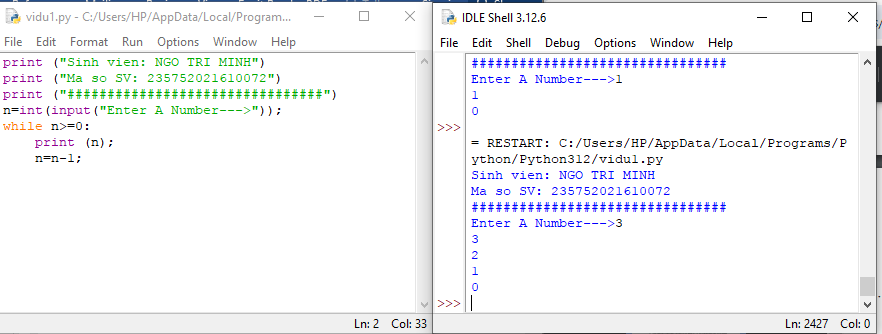 vidu1.py - C:/Users/HP/AppData/Local/Program...
File Edit Format Run Options Window Help
print ("Sinh vien: NGO TRI MINH")
print ("Ma so SV: 235752021610072")
print ("################################")
n=int(input("Enter A Number--->"));
while n>=0:
    print (n);
    n=n-1;
Ln: 2 Col: 33
IDLE Shell 3.12.6
File Edit Shell Debug Options Window Help
################################
Enter A Number--->1
1
0
>>>
= RESTART: C:/Users/HP/AppData/Local/Programs/P
ython/Python312/vidu1.py
Sinh vien: NGO TRI MINH
Ma so SV: 235752021610072
################################
Enter A Number--->3
3
2
1
0
>>>
Ln: 2427 Col: 0